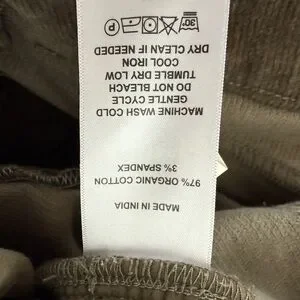 MADE IN INDIA
97% ORGANIC COTTON
3% SPANDEX
MACHINE WASH COLD
GENTLE CYCLE
DO NOT BLEACH
TUMBLE DRY LOW
COOL IRON
DRY CLEAN IF NEEDED
30° P